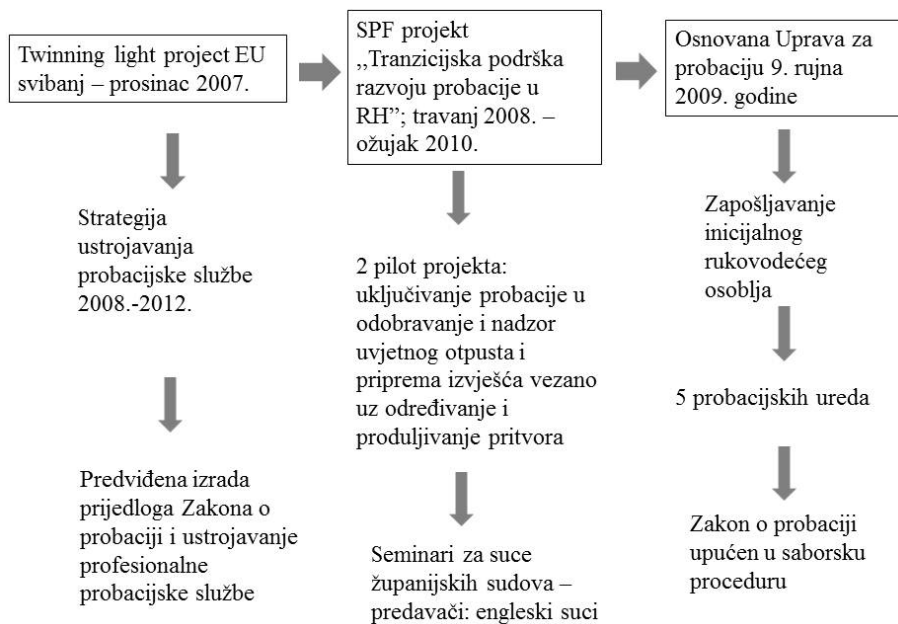 Twinning light project EU
svibanj – prosinac 2007.
Strategija
ustrojavanja
probacijske službe
2008.-2012.
Predviđena izrada
prijedloga Zakona o
probaciji i ustrojavanje
profesionalne
probacijske službe
SPF projekt
,,Tranzicijska podrška
razvoju probacije u
RH”; travanj 2008. –
ožujak 2010.
2 pilot projekta:
uključivanje probacije u
odobravanje i nadzor
uvjetnog otpusta i
priprema izvješća vezano
uz određivanje i
produljivanje pritvora
Seminari za suce
županijskih sudova –
predavači: engleski suci
Osnovana Uprava za
probaciju 9. rujna
2009. godine
Zapošljavanje
inicijalnog
rukovodećeg
osoblja
5 probacijskih ureda
Zakon o probaciji
upućen u saborsku
proceduru